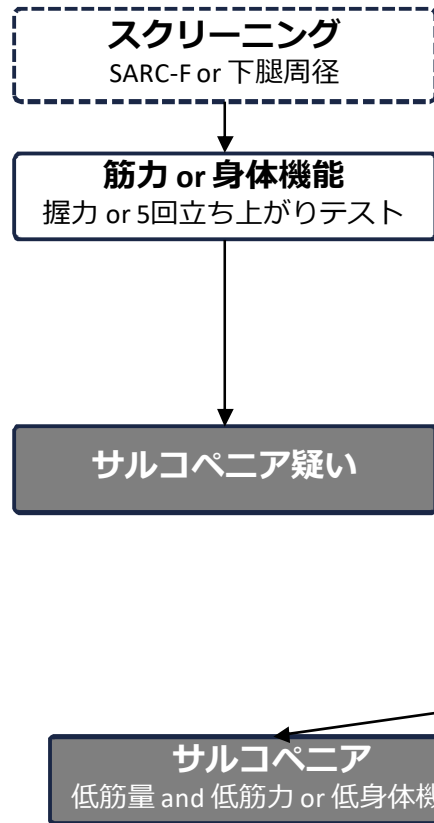 スクリーニング
SARC-F or 下腿周径
筋力 or 身体機能
握力 or 5回立ち上がりテスト
サルコペニア疑い
サルコペニア
低筋量 and 低筋力 or 低身体機